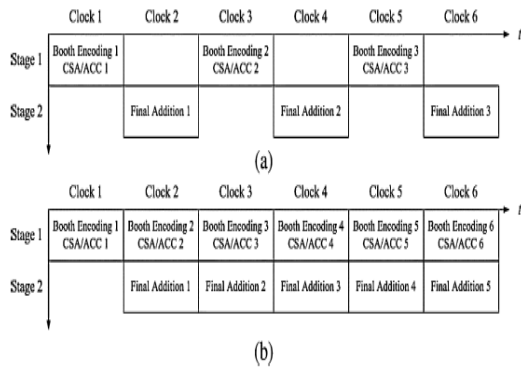 Clock 1 Clock 2 Clock 3 Clock 4 Clock 5 Clock 6
t
Stage 1
Booth Encoding 1 Booth Encoding 2 Booth Encoding 3
CSA/ACC 1 CSA/ACC 2 CSA/ACC 3
Stage 2
Final Addition 1 Final Addition 2 Final Addition 3
(a)
Clock 1 Clock 2 Clock 3 Clock 4 Clock 5 Clock 6
t
Stage 1
Booth Encoding 1 Booth Encoding 2 Booth Encoding 3 Booth Encoding 4 Booth Encoding 5 Booth Encoding 6
CSA/ACC 1 CSA/ACC 2 CSA/ACC 3 CSA/ACC 4 CSA/ACC 5 CSA/ACC 6
Stage 2
Final Addition 1 Final Addition 2 Final Addition 3 Final Addition 4 Final Addition 5
(b)